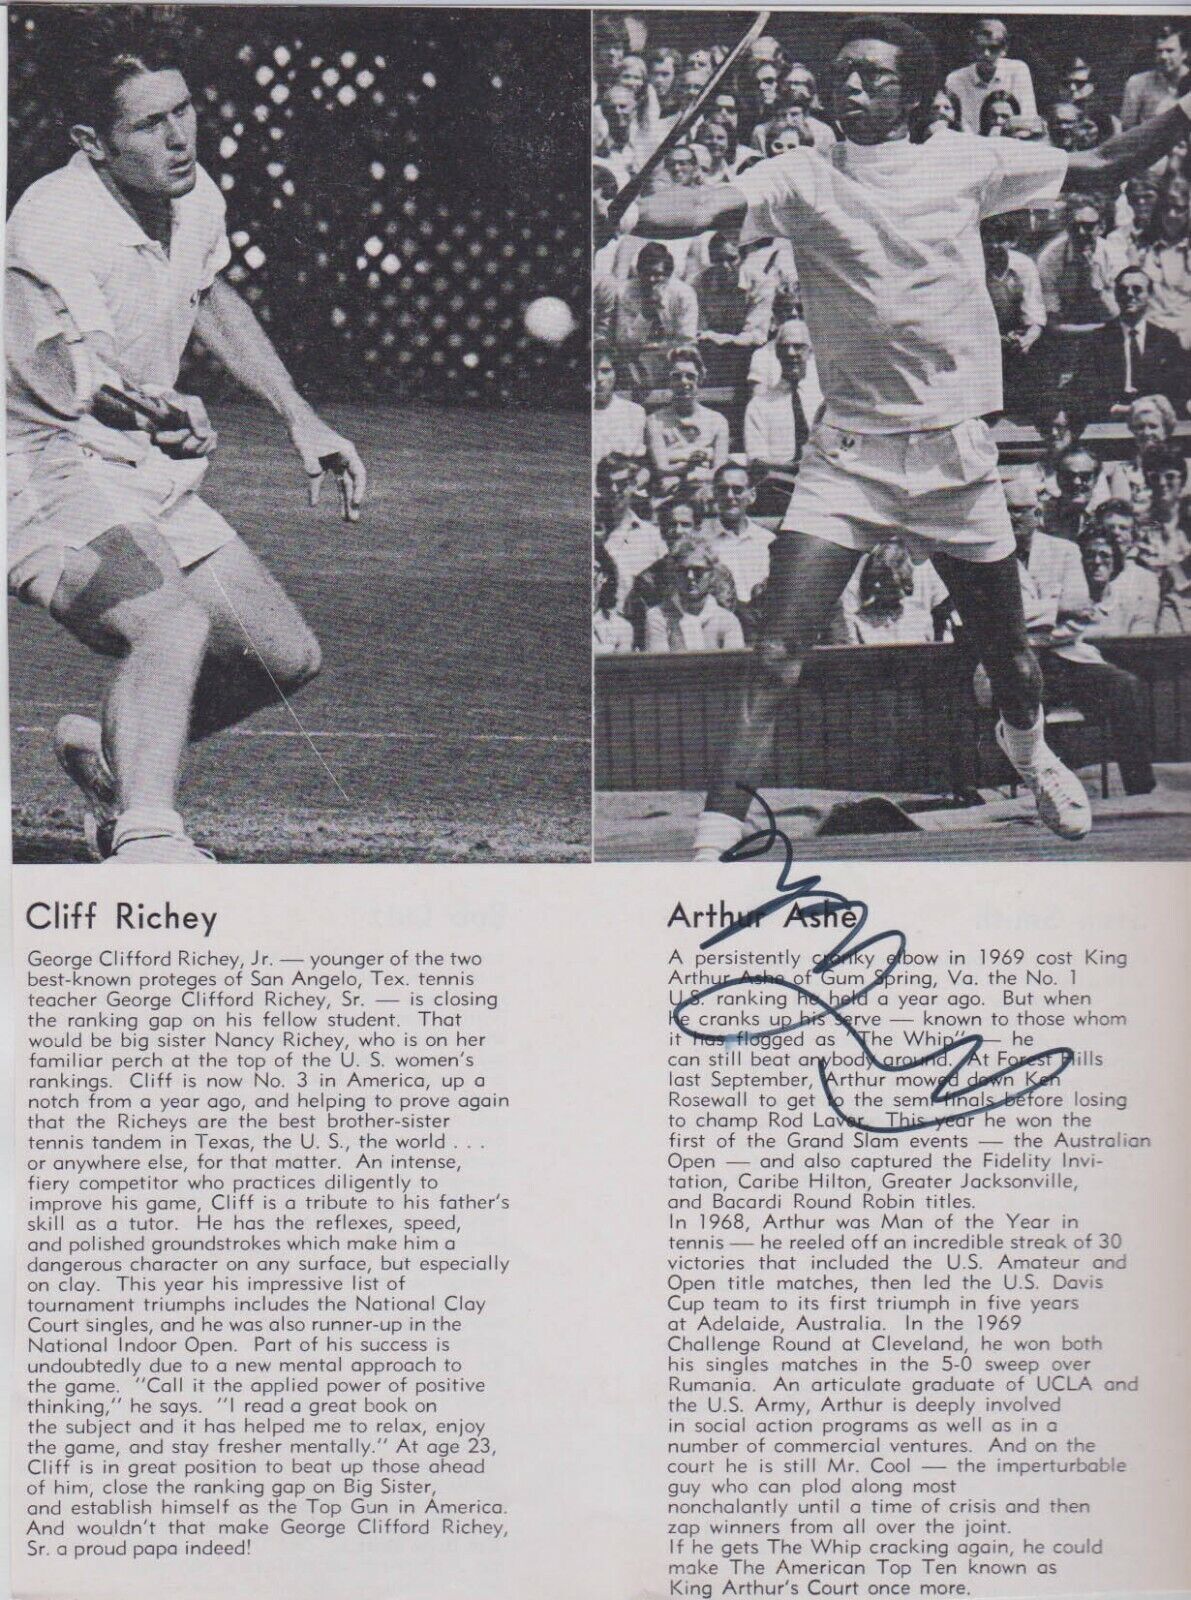 Cliff Richey
George Clifford Richey, Jr. — younger of the two
best-known proteges of San Angelo, Tex. tennis
teacher George Clifford Richey, Sr. — is closing
the ranking gap on his fellow student. That
would be big sister Nancy Richey, who is on her
familiar perch at the top of the U. S. women's
rankings. Cliff is now No. 3 in America, up a
notch from a year ago, and helping to prove again
that the Richeys are the best brother-sister
tennis tandem in Texas, the U. S., the world . . .
or anywhere else, for that matter. An intense,
fiery competitor who practices diligently to
improve his game, Cliff is a tribute to his father's
skill as a tutor. He has the reflexes, speed,
and polished groundstrokes which make him a
dangerous character on any surface, but especially
on clay. This year his impressive list of
tournament triumphs includes the National Clay
Court singles, and he was also runner-up in the
National Indoor Open. Part of his success is
undoubtedly due to a new mental approach to
the game. "Call it the applied power of positive
thinking," he says. "I read a great book on
the subject and it has helped me to relax, enjoy
the game, and stay fresher mentally." At age 23,
Cliff is in great position to beat up those ahead
of him, close the ranking gap on Big Sister,
and establish himself as the Top Gun in America.
And wouldn't that make George Clifford Richey,
Sr. a proud papa indeed!
Arthur Ashe
A persistently cranky elbow in 1969 cost King
Arthur Ashe of Gum Spring, Va. the No. 1
U.S. ranking he held a year ago. But when
he cranks up his serve — known to those whom
it has flogged as "The Whip" — he
can still beat anybody around. At Forest Hills
last September, Arthur mowed down Ken
Rosewall to get to the semi-finals before losing
to champ Rod Laver. This year he won the
first of the Grand Slam events — the Australian
Open — and also captured the Fidelity Invi-
tation, Caribe Hilton, Greater Jacksonville,
and Bacardi Round Robin titles.
In 1968, Arthur was Man of the Year in
tennis — he reeled off an incredible streak of 30
victories that included the U.S. Amateur and
Open title matches, then led the U.S. Davis
Cup team to its first triumph in five years
at Adelaide, Australia. In the 1969
Challenge Round at Cleveland, he won both
his singles matches in the 5-0 sweep over
Rumania. An articulate graduate of UCLA and
the U.S. Army, Arthur is deeply involved
in social action programs as well as in a
number of commercial ventures. And on the
court he is still Mr. Cool — the imperturbable
guy who can plod along most
nonchalantly until a time of crisis and then
zap winners from all over the joint.
If he gets The Whip cracking again, he could
make The American Top Ten known as
King Arthur's Court once more.